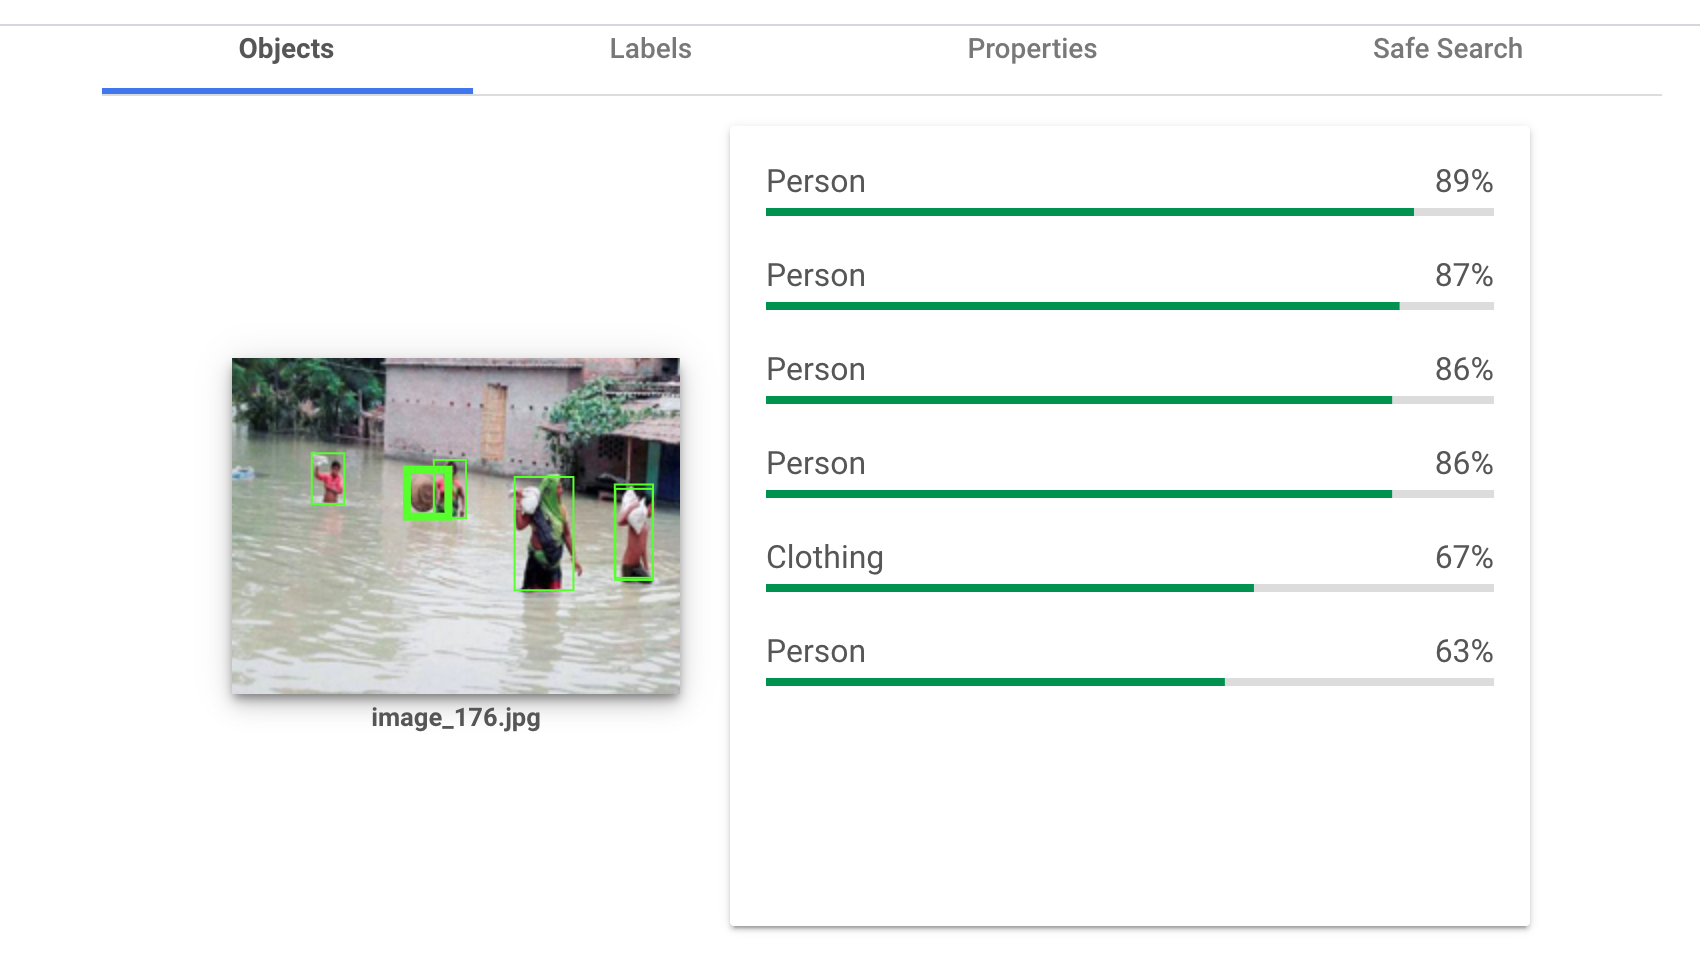 Objects Labels Properties Safe Search
Person 89%
Person 87%
Person 86%
Person 86%
Clothing 67%
Person 63%
image_176.jpg